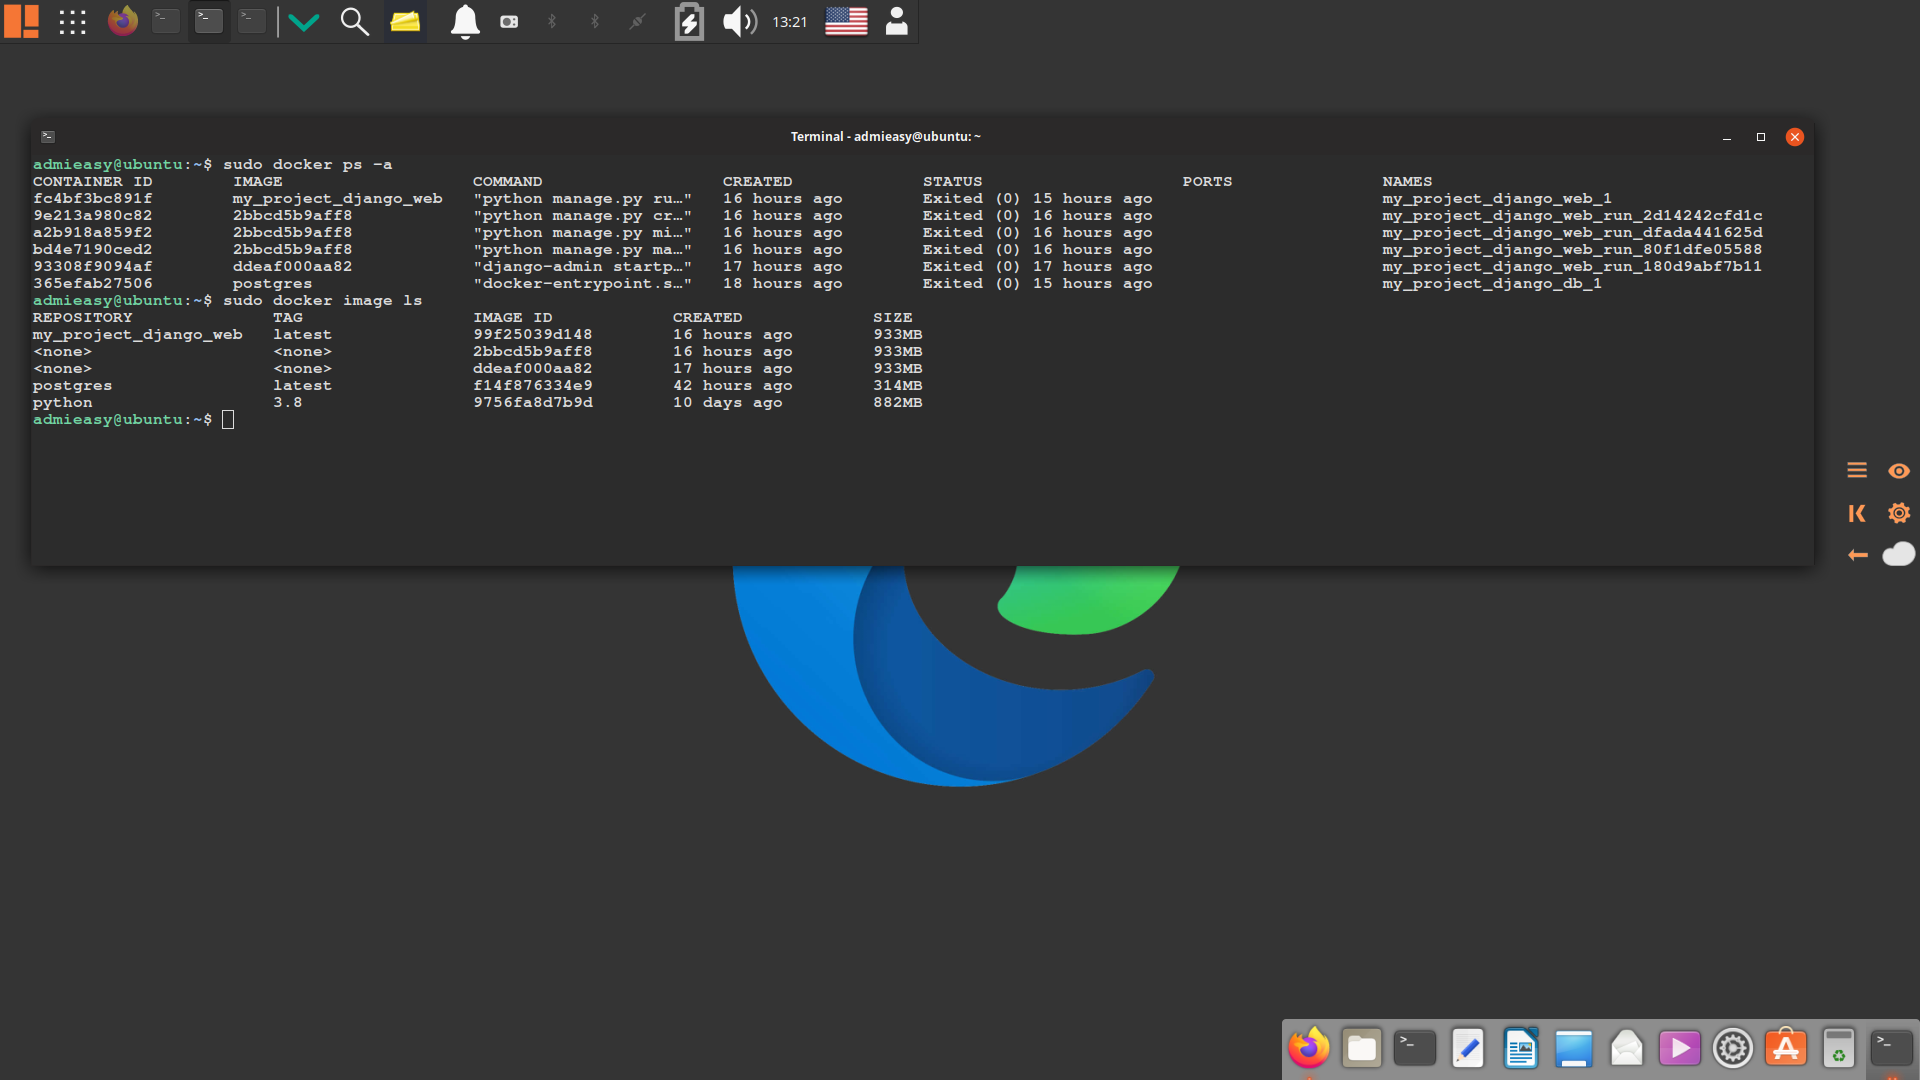 13:21
Terminal - admieasy@ubuntu: ~
admieasy@ubuntu:~$ sudo docker ps -a
CONTAINER ID IMAGE COMMAND CREATED STATUS PORTS NAMES
fc4bf3bc891f my_project_django_web "python manage.py ru…" 16 hours ago Exited (0) 15 hours ago my_project_django_web_1
9e213a980c82 2bbcd5b9aff8 "python manage.py cr…" 16 hours ago Exited (0) 16 hours ago my_project_django_web_run_2d14242cfd1c
a2b918a859f2 2bbcd5b9aff8 "python manage.py mi…" 16 hours ago Exited (0) 16 hours ago my_project_django_web_run_dfada441625d
bd4e7190ced2 2bbcd5b9aff8 "python manage.py ma…" 16 hours ago Exited (0) 16 hours ago my_project_django_web_run_80f1dfe05588
93308f9094af ddeaf000aa82 "django-admin startp…" 17 hours ago Exited (0) 17 hours ago my_project_django_web_run_180d9abf7b11
365efab27506 postgres "docker-entrypoint.s…" 18 hours ago Exited (0) 15 hours ago my_project_django_db_1
admieasy@ubuntu:~$ sudo docker image ls
REPOSITORY TAG IMAGE ID CREATED SIZE
my_project_django_web latest 99f25039d148 16 hours ago 933MB
<none> <none> 2bbcd5b9aff8 16 hours ago 933MB
<none> <none> ddeaf000aa82 17 hours ago 933MB
postgres latest f14f876334e9 42 hours ago 314MB
python 3.8 9756fa8d7b9d 10 days ago 882MB
admieasy@ubuntu:~$